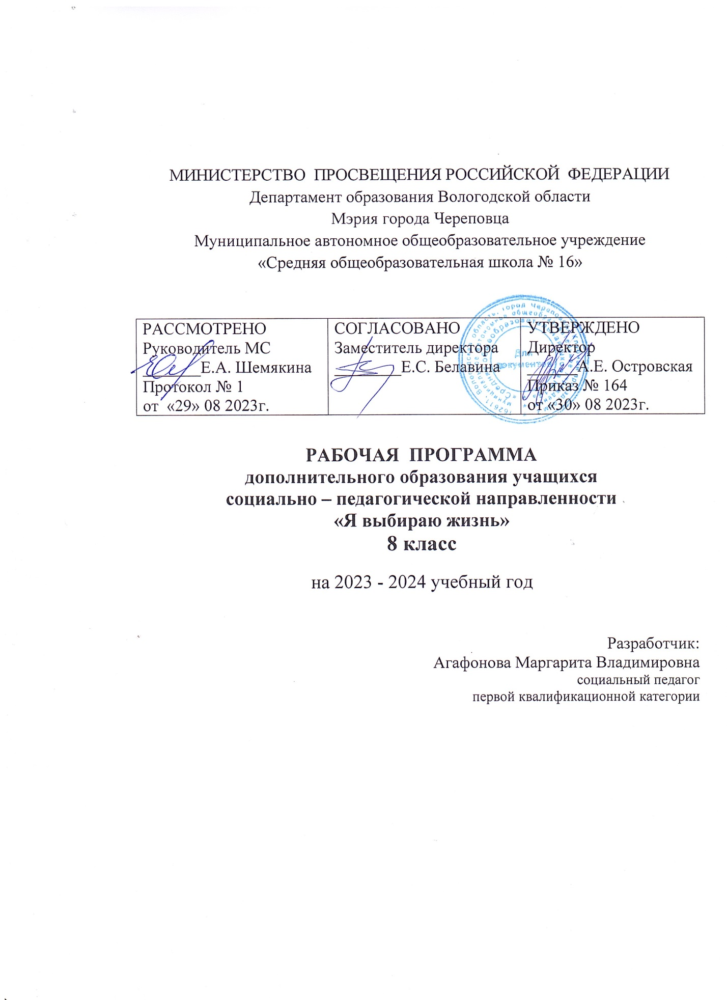 МИНИСТЕРСТВО ПРОСВЕЩЕНИЯ РОССИЙСКОЙ ФЕДЕРАЦИИ
Департамент образования Вологодской области
Мэрия города Череповца
Муниципальное автономное общеобразовательное учреждение
«Средняя общеобразовательная школа № 16»
РАССМОТРЕНО
Руководитель МС
_______Е.А. Шемякина
Протокол № 1
от «29» 08 2023г.
СОГЛАСОВАНО
Заместитель директора
________Е.С. Белавина
УТВЕРЖДЕНО
Директор
______А.Е. Островская
Приказ № 164
от «30» 08 2023г.
Для
документов
РАБОЧАЯ ПРОГРАММА
дополнительного образования учащихся
социально – педагогической направленности
«Я выбираю жизнь»
8 класс
на 2023 - 2024 учебный год
Разработчик:
Агафонова Маргарита Владимировна
социальный педагог
первой квалификационной категории